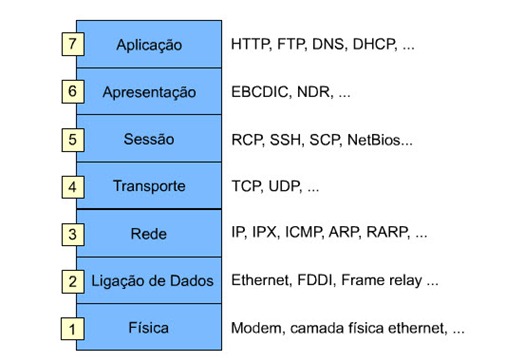 7 Aplicação HTTP, FTP, DNS, DHCP, ...
6 Apresentação EBCDIC, NDR, ...
5 Sessão RCP, SSH, SCP, NetBios...
4 Transporte TCP, UDP, ...
3 Rede IP, IPX, ICMP, ARP, RARP, ...
2 Ligação de Dados Ethernet, FDDI, Frame relay ...
1 Física Modem, camada física ethernet, ...